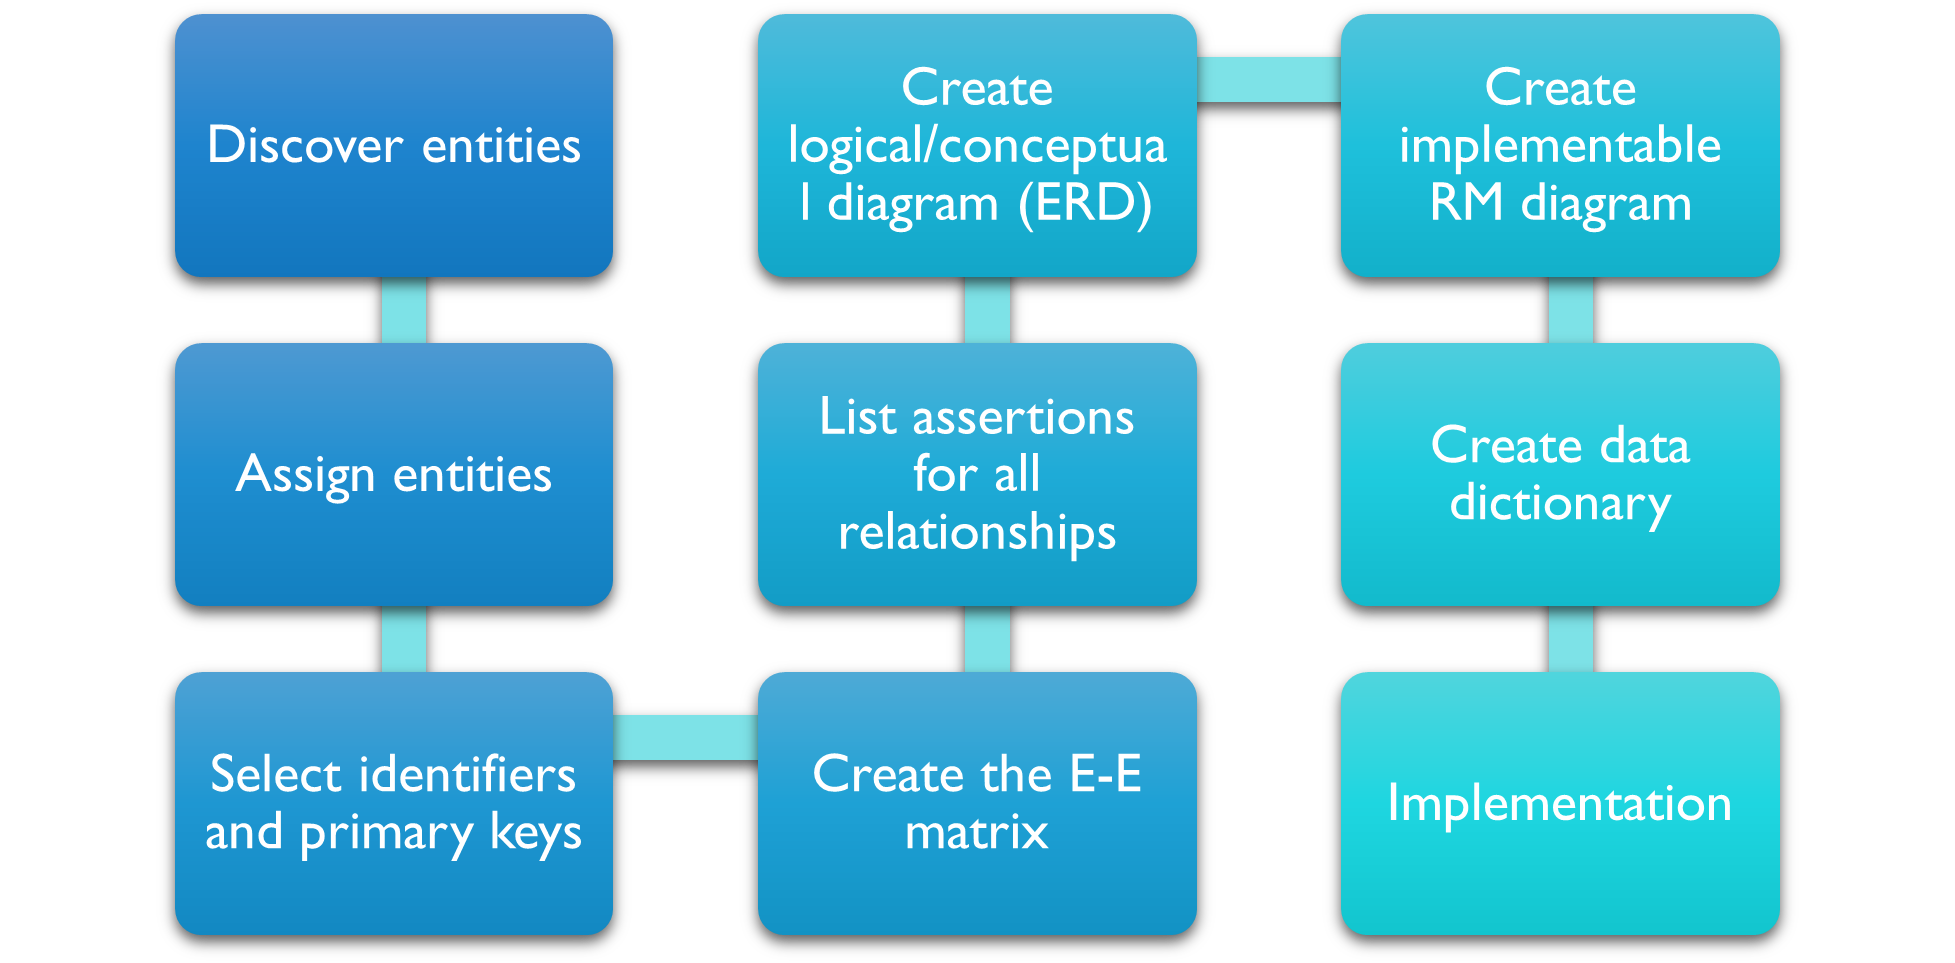 Discover entities
Assign entities
Select identifiers
and primary keys
Create the E-E
matrix
List assertions
for all
relationships
Create
logical/conceptua
l diagram (ERD)
Create
implementable
RM diagram
Create data
dictionary
Implementation